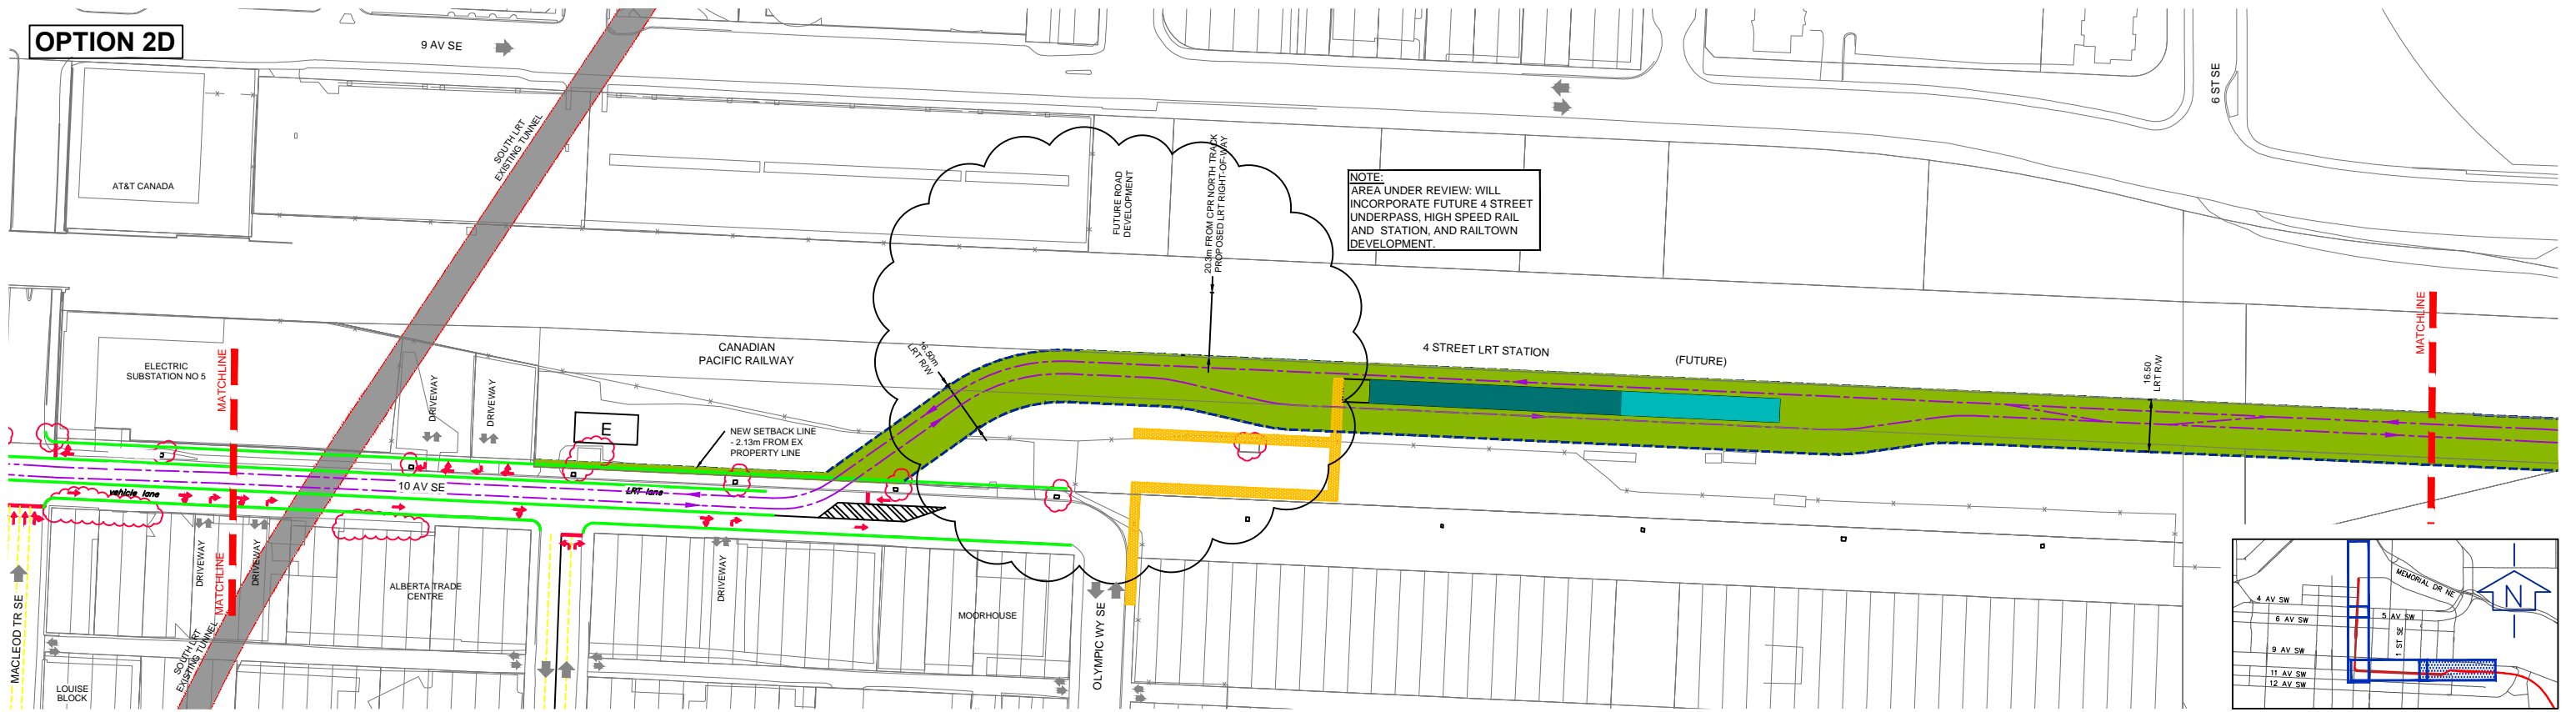 OPTION 2D
9 AV SE
6 ST SE
SOUTH LRT
EXISTING TUNNEL
AT&T CANADA
FUTURE ROAD
DEVELOPMENT
20.3m FROM CPR NORTH TRACK
PROPOSED LRT RIGHT-OF-WAY
NOTE:
AREA UNDER REVIEW: WILL
INCORPORATE FUTURE 4 STREET
UNDERPASS, HIGH SPEED RAIL
AND STATION, AND RAILTOWN
DEVELOPMENT.
MATCHLINE
ELECTRIC
SUBSTATION NO 5
MATCHLINE
DRIVEWAY
DRIVEWAY
CANADIAN
PACIFIC RAILWAY
16.50m
LRT R/W
4 STREET LRT STATION
(FUTURE)
16.50
LRT R/W
E
NEW SETBACK LINE
- 2.13m FROM EX
PROPERTY LINE
10 AV SE
vehicle lane
LRT lane
MACLEOD TR SE
DRIVEWAY
MATCHLINE
DRIVEWAY
ALBERTA TRADE
CENTRE
DRIVEWAY
MOORHOUSE
OLYMPIC WY SE
SOUTH LRT
EXISTING TUNNEL
LOUISE
BLOCK
MEMORIAL DR NE
N
4 AV SW
5 AV SW
6 AV SW
1 ST SE
9 AV SW
11 AV SW
12 AV SW